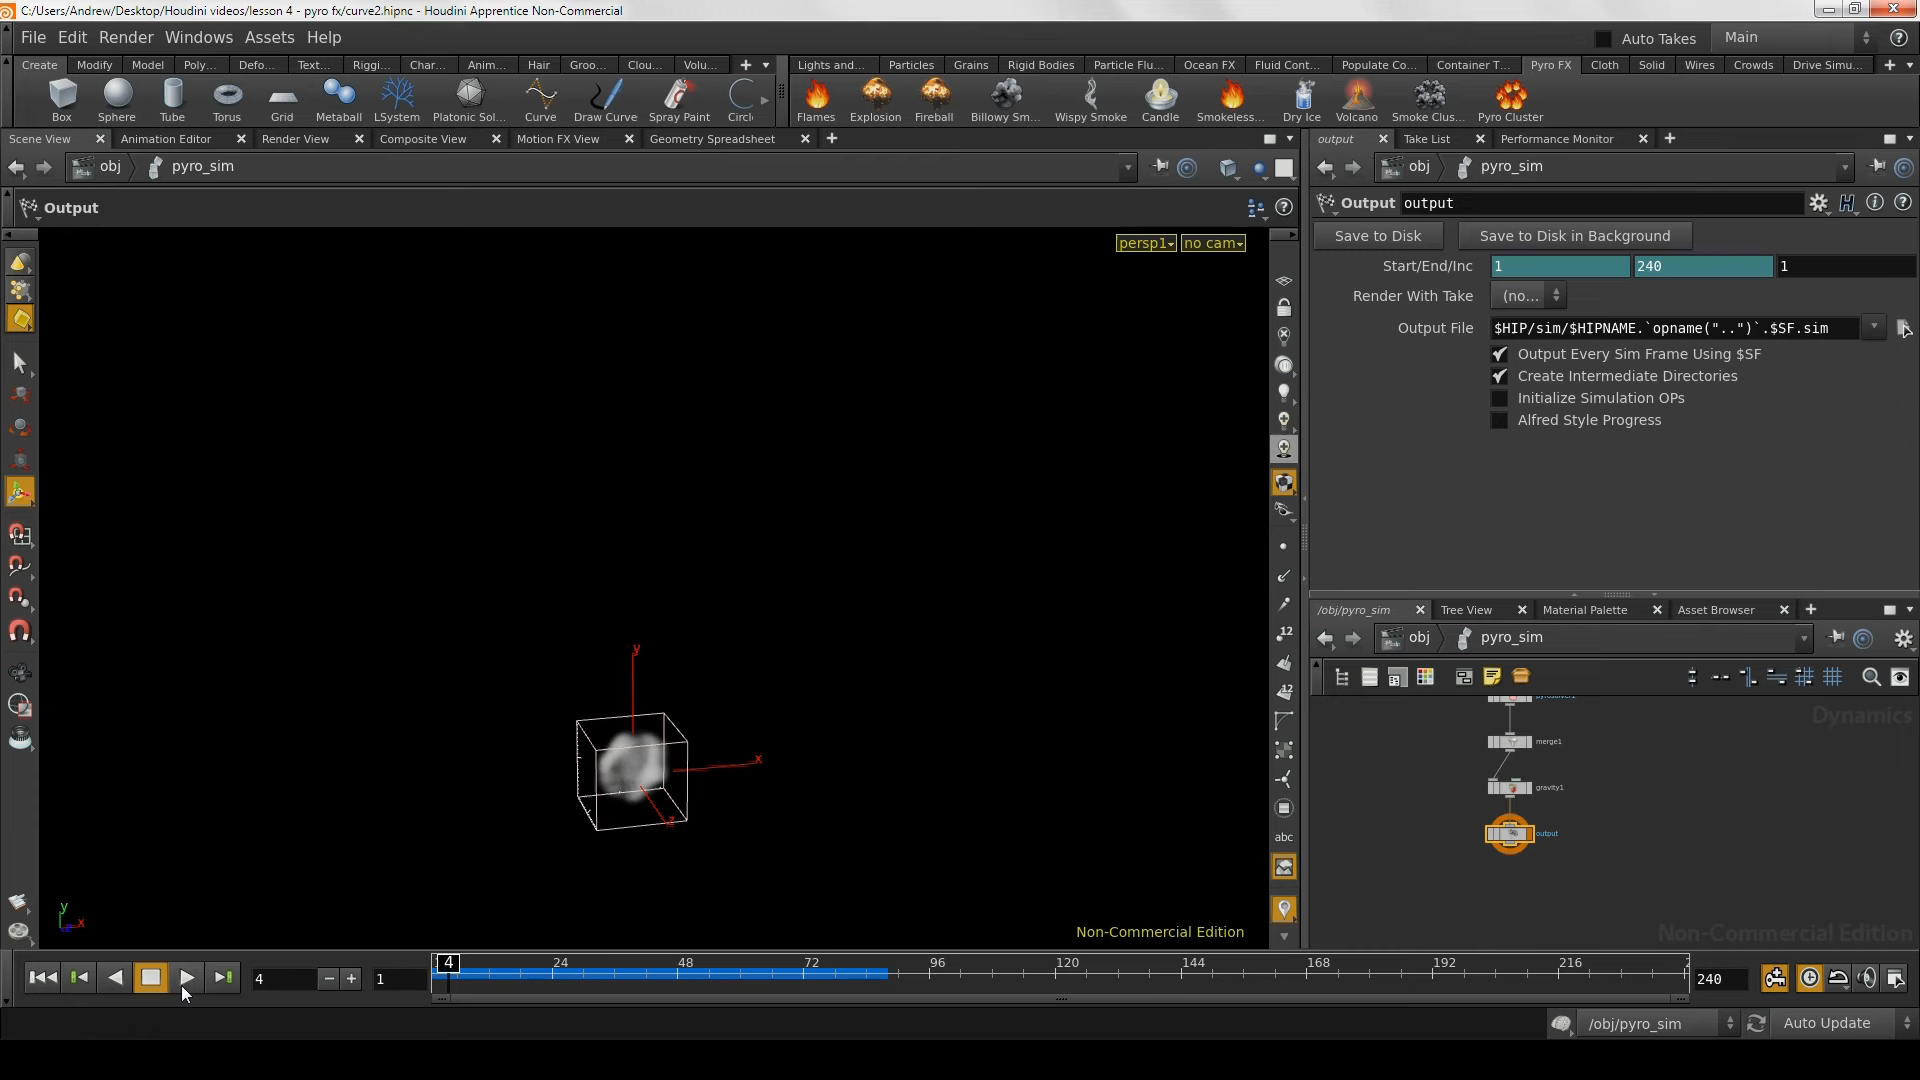 C:/Users/Andrew/Desktop/Houdini videos/lesson 4 - pyro fx/curve2.hipnc - Houdini Apprentice Non-Commercial
File Edit Render Windows Assets Help
Auto Takes Main
Create Modify Model Poly... Defo... Text... Riggi... Char... Anim... Hair Groo... Clou... Volu...
Lights and... Particles Grains Rigid Bodies Particle Flu... Ocean FX Fluid Cont... Populate Co... Container T... Pyro FX Cloth Solid Wires Crowds Drive Simu...
Box Sphere Tube Torus Grid Metaball LSystem Platonic Sol... Curve Draw Curve Spray Paint Circl
Flames Explosion Fireball Billowy Sm... Wispy Smoke Candle Smokeless... Dry Ice Volcano Smoke Clus... Pyro Cluster
Scene View Animation Editor Render View Composite View Motion FX View Geometry Spreadsheet
output Take List Performance Monitor
obj pyro_sim
obj pyro_sim
Output
Output output
persp1 no cam
Save to Disk Save to Disk in Background
Start/End/Inc 1 240 1
Render With Take (no...
Output File $HIP/sim/$HIPNAME.`opname("..")`.$SF.sim
Output Every Sim Frame Using $SF
Create Intermediate Directories
Initialize Simulation OPs
Alfred Style Progress
/obj/pyro_sim Tree View Material Palette Asset Browser
obj pyro_sim
12
12
abc
y
x
z
y
x
Dynamics
merge1
gravity1
output
Non-Commercial Edition
Non-Commercial Edition
4 1 4 24 48 72 96 120 144 168 192 216 2 240
/obj/pyro_sim Auto Update